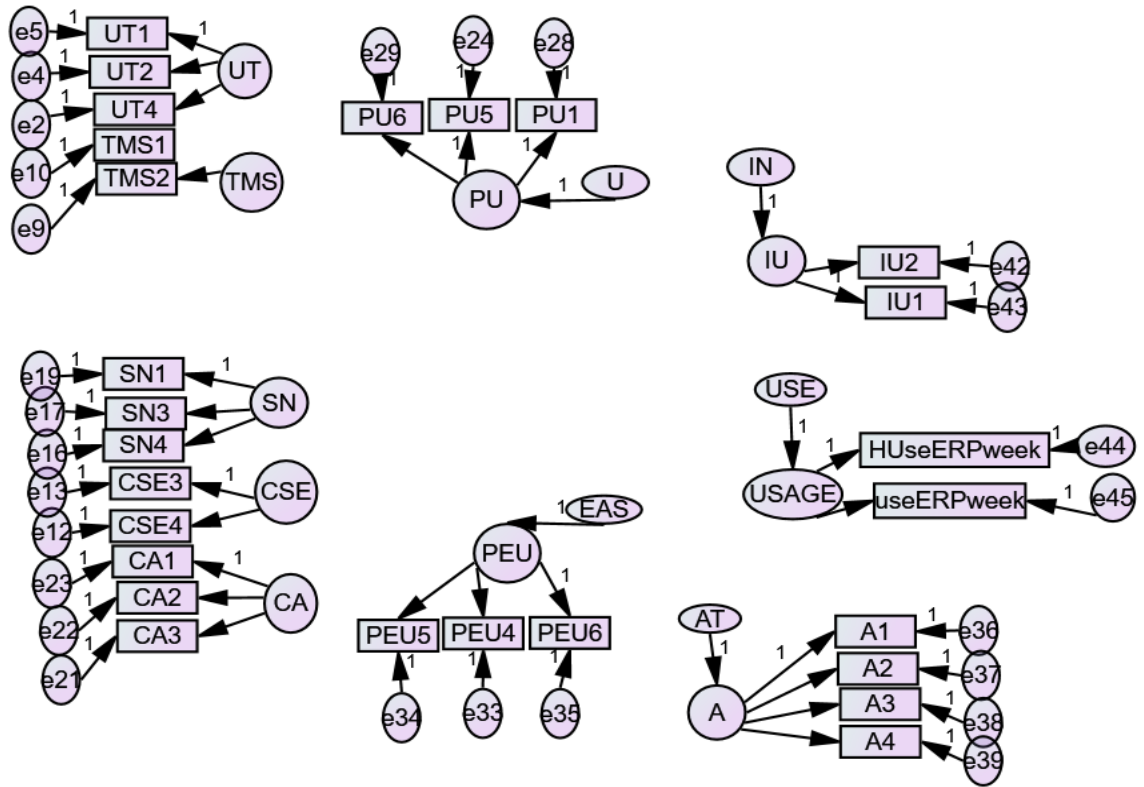 e5 1 UT1 1
e4 1 UT2 UT
e2 1 UT4
e10 1 TMS1
e9 1 TMS2 TMS
e29 e24 e28
1 1 1
PU6 PU5 PU1
1 1
PU 1 U
IN
1
IU IU2 1 e42
1 IU1 1 e43
e19 1 SN1 1
e17 1 SN3 SN
e16 1 SN4
e13 1 CSE3 1 CSE
e12 1 CSE4
e23 1 CA1 1
e22 1 CA2 CA
e21 1 CA3
1 EAS
PEU
1
PEU5 PEU4 PEU6
1 1 1
e34 e33 e35
USE
1
1 HUseERPweek 1 e44
USAGE useERPweek 1 e45
AT
1
1 A1 1 e36
A A2 1 e37
A3 1 e38
A4 1 e39